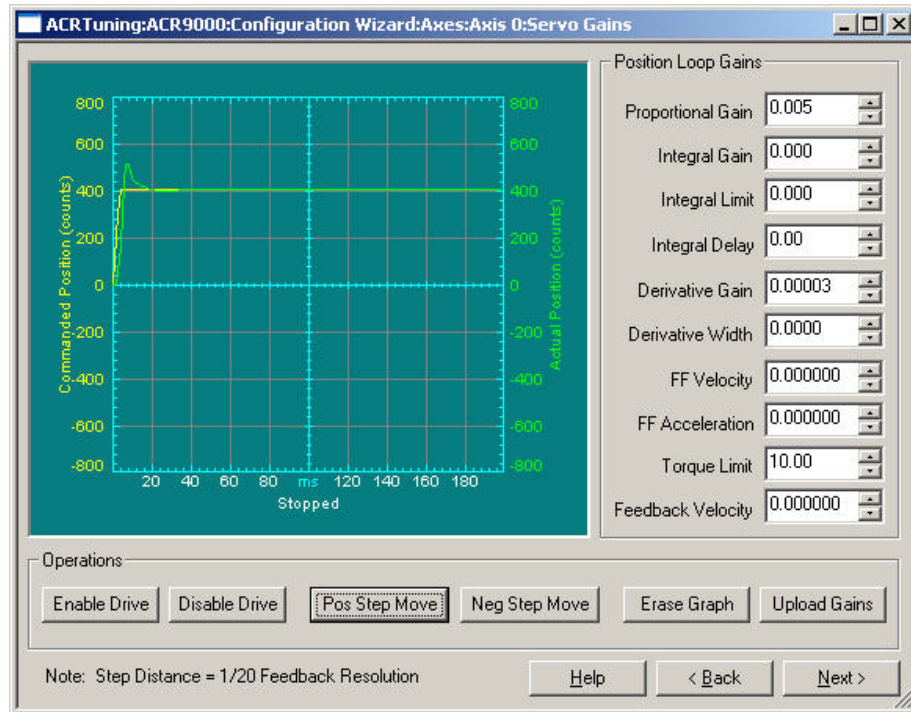 ACRTuning:ACR9000:Configuration Wizard:Axes:Axis 0:Servo Gains
Commanded Position (counts)
800
600
400
200
0
-200
-400
-600
-800
800
600
400
200
0
-200
-400
-600
-800
Actual Position (counts)
20 40 60 80 ms 120 140 160 180
Stopped
Position Loop Gains
Proportional Gain 0.005
Integral Gain 0.000
Integral Limit 0.000
Integral Delay 0.00
Derivative Gain 0.00003
Derivative Width 0.0000
FF Velocity 0.000000
FF Acceleration 0.000000
Torque Limit 10.00
Feedback Velocity 0.000000
Operations
Enable Drive Disable Drive Pos Step Move Neg Step Move Erase Graph Upload Gains
Note: Step Distance = 1/20 Feedback Resolution
Help < Back Next >